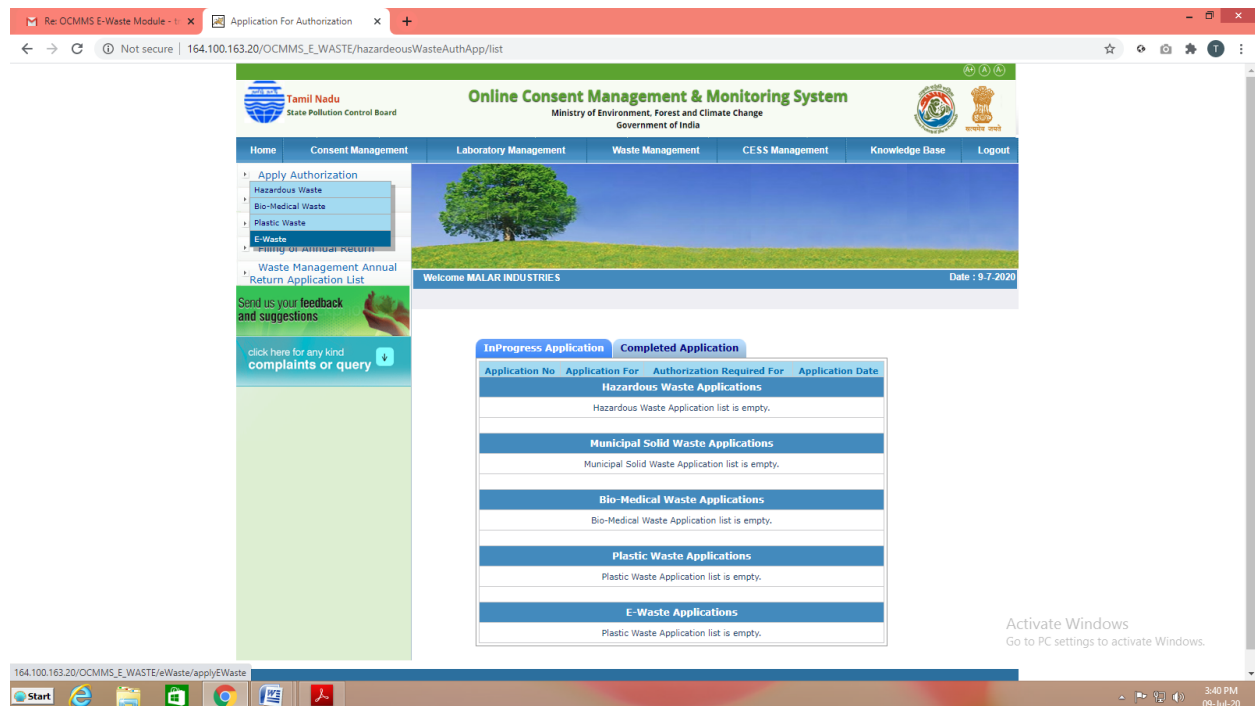 Re: OCMMS E-Waste Module - t
Application For Authorization
Not secure | 164.100.163.20/OCMMS_E_WASTE/hazardeousWasteAuthApp/list
T
A+ A A-
Tamil Nadu
State Pollution Control Board
Online Consent Management & Monitoring System
Ministry of Environment, Forest and Climate Change
Government of India
सत्यमेव जयते
Home Consent Management Laboratory Management Waste Management CESS Management Knowledge Base Logout
Apply Authorization
Hazardous Waste
Bio-Medical Waste
Plastic Waste
E-Waste
Filing of Annual Return
Waste Management Annual
Return Application List
Welcome MALAR INDUSTRIES Date : 9-7-2020
Send us your feedback
and suggestions
click here for any kind
complaints or query
InProgress Application Completed Application
Application No Application For Authorization Required For Application Date
Hazardous Waste Applications
Hazardous Waste Application list is empty.
Municipal Solid Waste Applications
Municipal Solid Waste Application list is empty.
Bio-Medical Waste Applications
Bio-Medical Waste Application list is empty.
Plastic Waste Applications
Plastic Waste Application list is empty.
E-Waste Applications
Plastic Waste Application list is empty.
Activate Windows
Go to PC settings to activate Windows.
164.100.163.20/OCMMS_E_WASTE/eWaste/applyEWaste
Start
3:40 PM
09-Jul-20